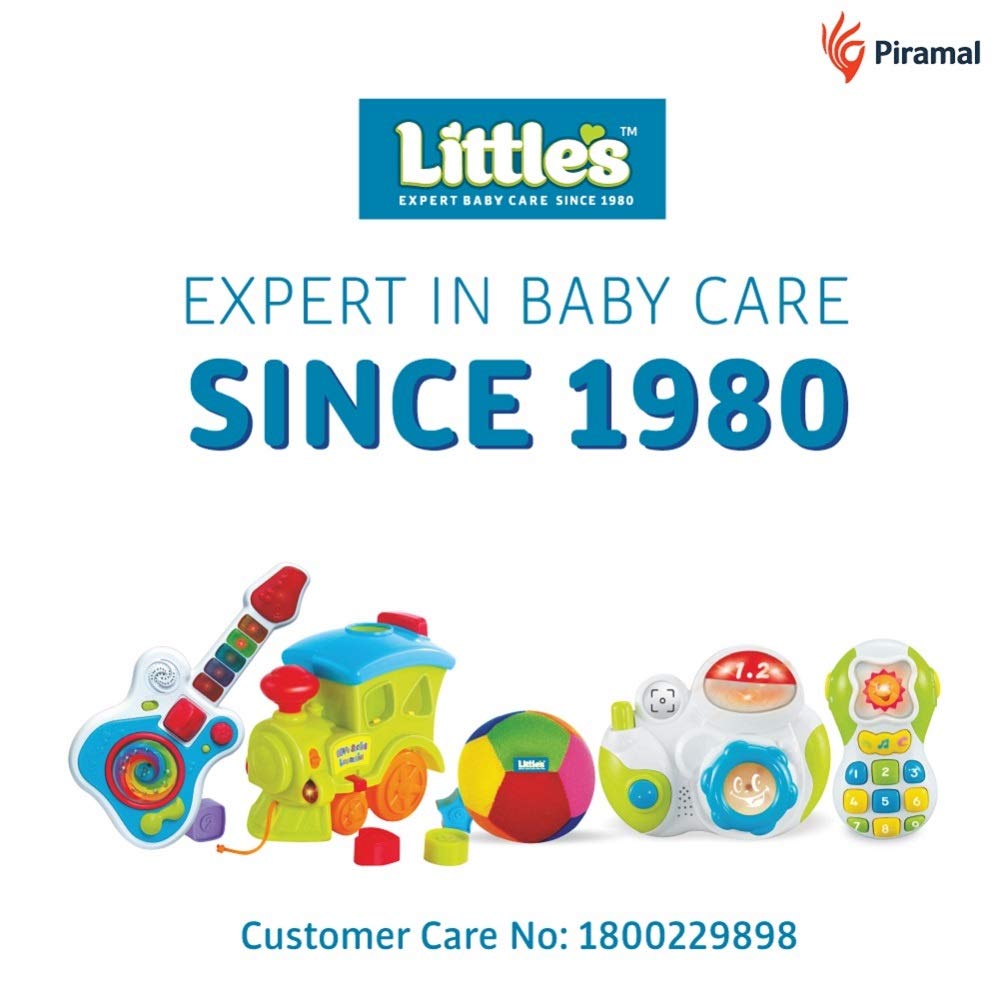 Piramal
Little's™
EXPERT BABY CARE SINCE 1980
EXPERT IN BABY CARE
SINCE 1980
1.2
Little's
1 2 3
4 5 6
7 8 9
Customer Care No: 1800229898